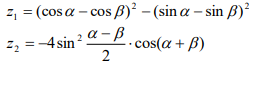 z₁ = (cos α – cos β)² – (sin α – sin β)²
z₂ = –4 sin² (α – β)/2 · cos(α + β)